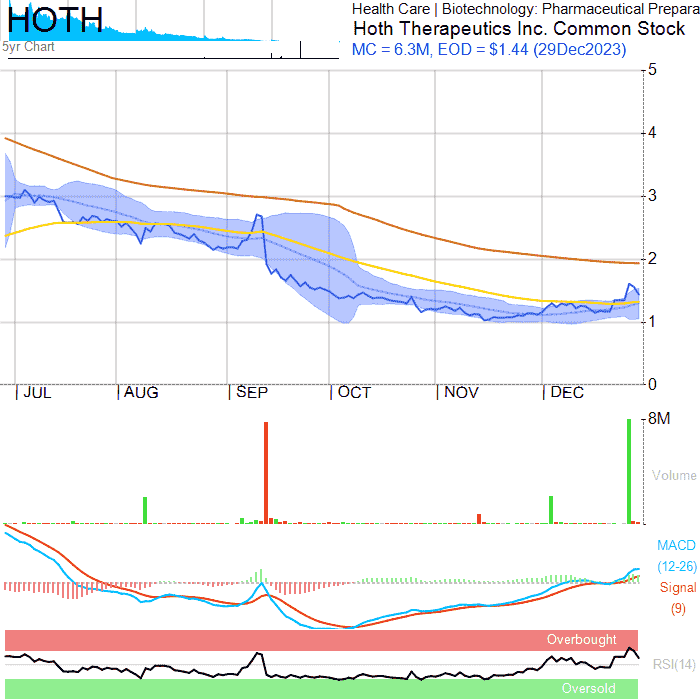 HOTH
5yr Chart
Health Care | Biotechnology: Pharmaceutical Prepara
Hoth Therapeutics Inc. Common Stock
MC = 6.3M, EOD = $1.44 (29Dec2023)
5
4
3
2
1
0
JUL AUG SEP OCT NOV DEC
8M
Volume
MACD
(12-26)
Signal
(9)
Overbought
RSI(14)
Oversold